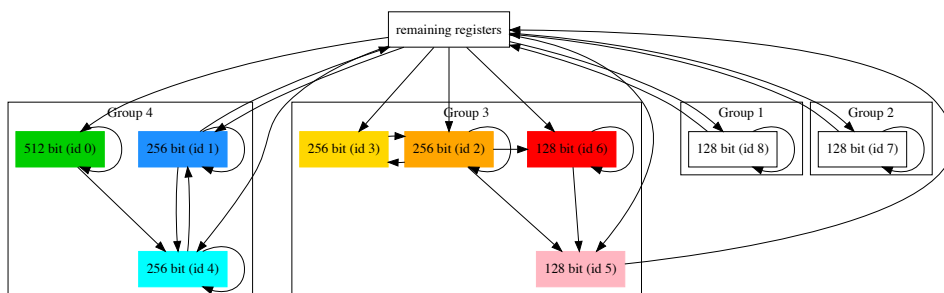 remaining registers
Group 4
Group 3
Group 1
Group 2
512 bit (id 0)
256 bit (id 1)
256 bit (id 3)
256 bit (id 2)
128 bit (id 6)
128 bit (id 8)
128 bit (id 7)
256 bit (id 4)
128 bit (id 5)